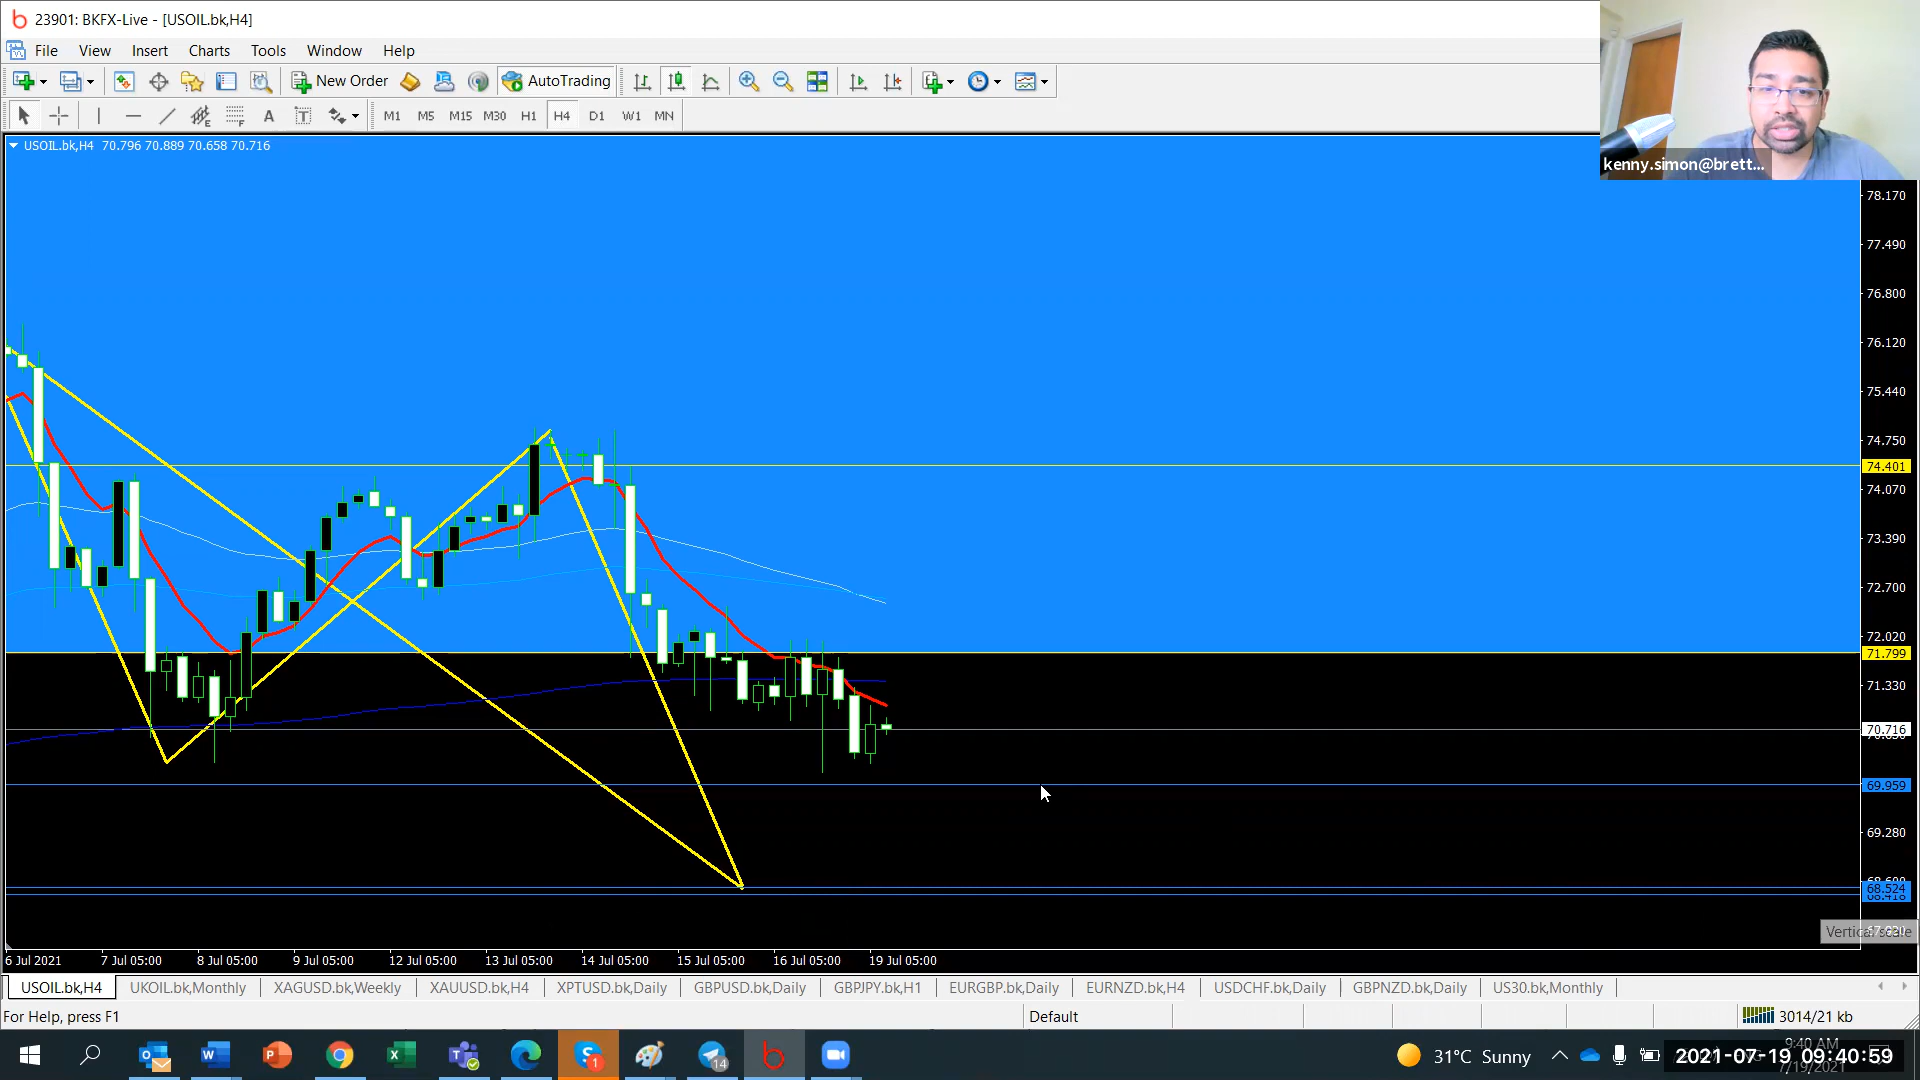 23901: BKFX-Live - [USOIL.bk,H4]
File View Insert Charts Tools Window Help
New Order AutoTrading
A T M1 M5 M15 M30 H1 H4 D1 W1 MN
kenny.simon@brett...
USOIL.bk,H4 70.796 70.889 70.658 70.716
78.170
77.490
76.800
76.120
75.440
74.750
74.401
74.070
73.390
72.700
72.020
71.799
71.330
70.716
69.959
69.280
68.524
Vertical scale
6 Jul 2021 7 Jul 05:00 8 Jul 05:00 9 Jul 05:00 12 Jul 05:00 13 Jul 05:00 14 Jul 05:00 15 Jul 05:00 16 Jul 05:00 19 Jul 05:00
USOIL.bk,H4 UKOIL.bk,Monthly XAGUSD.bk,Weekly XAUUSD.bk,H4 XPTUSD.bk,Daily GBPUSD.bk,Daily GBPJPY.bk,H1 EURGBP.bk,Daily EURNZD.bk,H4 USDCHF.bk,Daily GBPNZD.bk,Daily US30.bk,Monthly
For Help, press F1 Default 3014/21 kb
9:40 AM
31°C Sunny 2021-07-19 09:40:59
7/19/2021